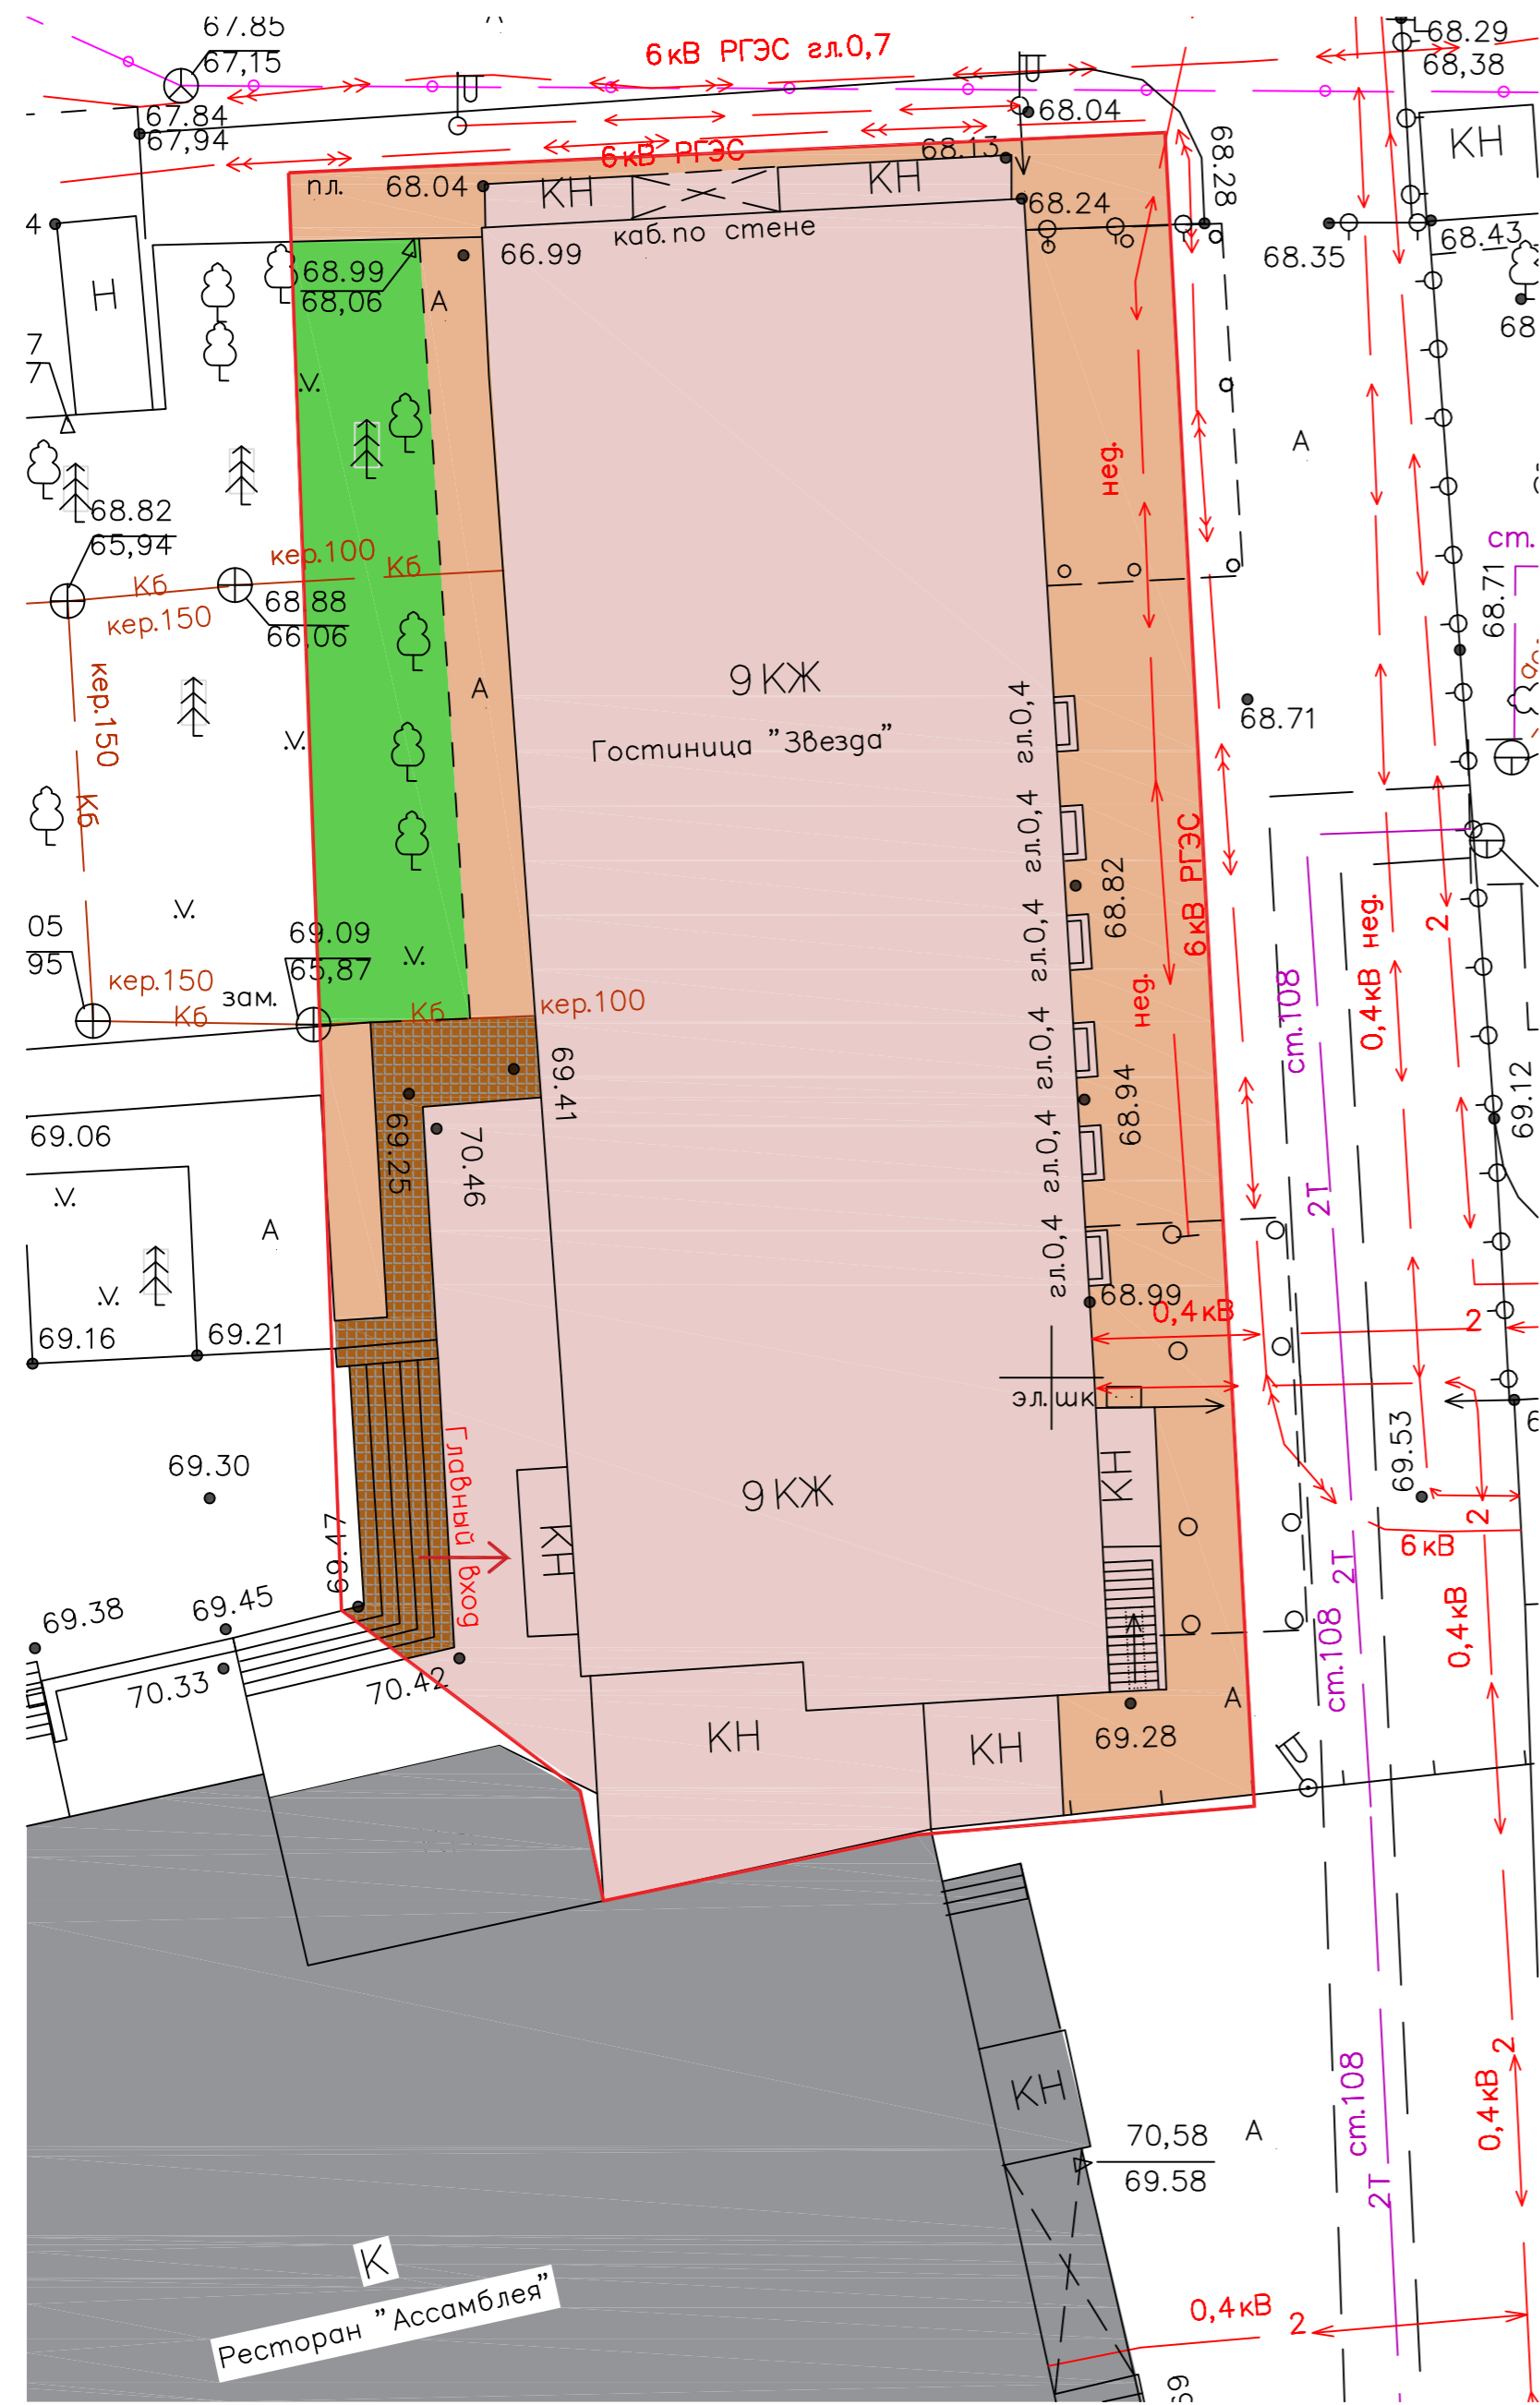 67.85
67,15
6кВ РГЭС гл.0,7
68.29
68,38
67.84
67,94
68.04
6кВ РГЭС
68.13
КН
68.28
пл.
68.04
КН
КН
68.24
4
66.99
каб.по стене
68.35
68.43
68.99
68,06
Н
А
68
7
7
.V.
нед.
А
68.82
65,94
кер.100
Кб
Кб
кер.150
68.88
66,06
ст.
68.71
кер.150
А
9КЖ
гл.0,4
68.71
.V.
Гостиница "Звезда"
Кб
гл.0,4
6кВ РГЭС
68.82
.V.
05
95
69.09
65,87
.V.
гл.0,4
0,4кВ нед.
2
кер.150
зам.
Кб
Кб
кер.100
нед.
ст.108
69.41
гл.0,4
68.94
69.12
69.06
69.25
70.46
гл.0,4
2Т
.V.
А
гл.0,4
.V.
68.99
0,4кВ
2
69.16
69.21
эл.шк
6
69.30
Главный вход
9КЖ
КН
69.53
2
6кВ
69.47
КН
2Т
69.38
69.45
0,4кВ
ст.108
70.33
70.42
А
КН
КН
69.28
0,4кВ 2
КН
ст.108
70,58
69.58
А
2Т
К
Ресторан "Ассамблея"
0,4кВ
2
69